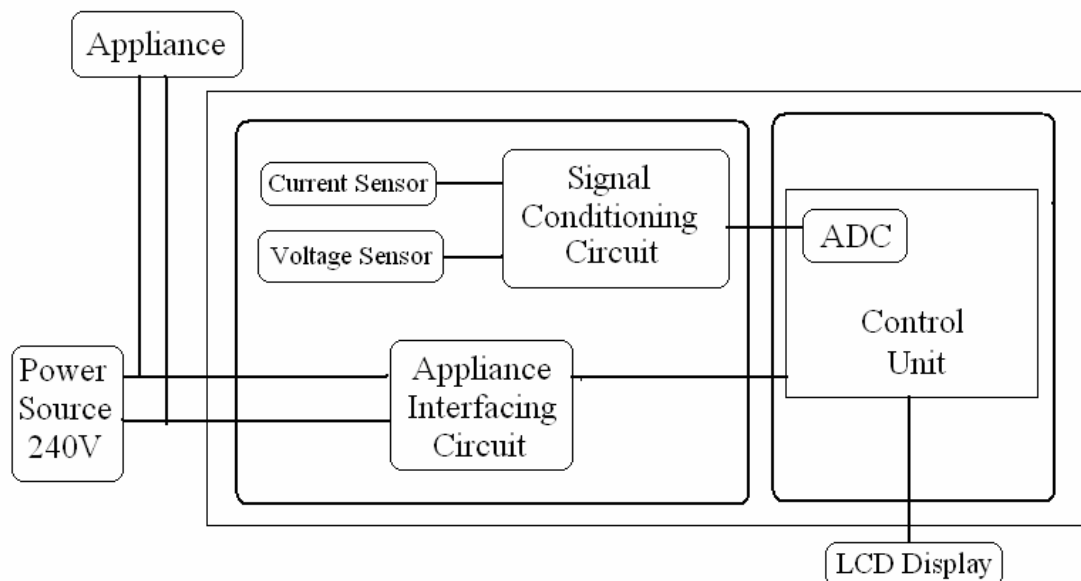 Appliance
Current Sensor
Voltage Sensor
Signal
Conditioning
Circuit
ADC
Control
Unit
Power
Source
240V
Appliance
Interfacing
Circuit
LCD Display